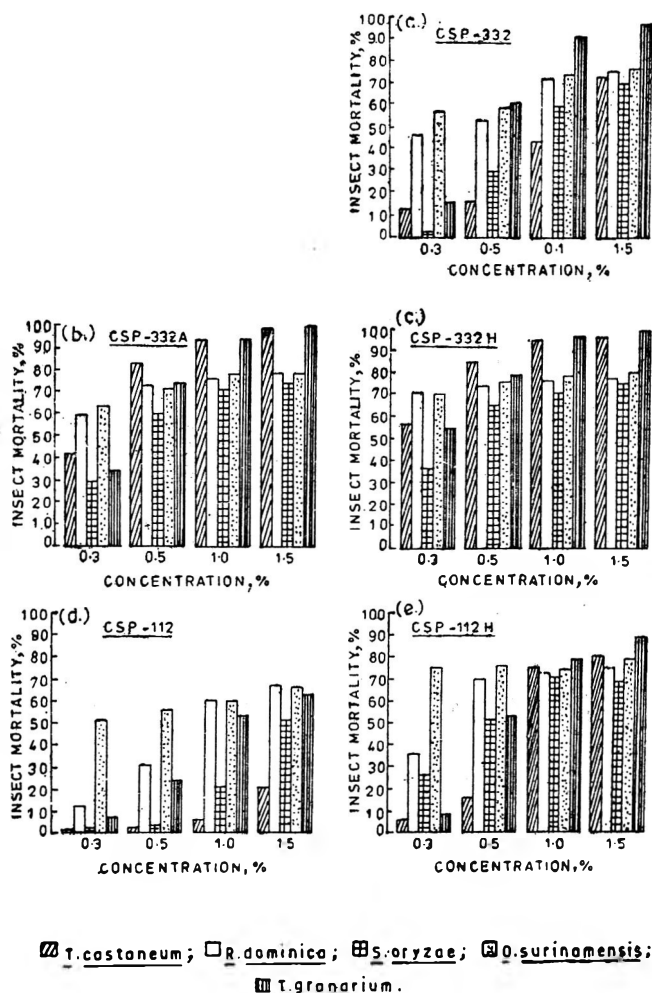 (c.) CSP-332
INSECT MORTALITY, %
100
90
80
70
60
50
40
30
20
10
0
0.3 0.5 0.1 1.5
CONCENTRATION, %
(b.) CSP-332A
INSECT MORTALITY, %
100
90
80
70
60
50
40
30
20
10
0
0.3 0.5 1.0 1.5
CONCENTRATION, %
(c.) CSP-332H
INSECT MORTALITY, %
100
90
80
70
60
50
40
30
20
10
0
0.3 0.5 1.0 1.5
CONCENTRATION, %
(d.) CSP-112
INSECT MORTALITY, %
100
90
80
70
60
50
40
30
20
10
0
0.3 0.5 1.0 1.5
CONCENTRATION, %
(e.) CSP-112H
INSECT MORTALITY, %
100
90
80
70
60
50
40
30
20
10
0
0.3 0.5 1.0 1.5
CONCENTRATION, %
T.castaneum; R.dominica; S.oryzae; O.surinamensis;
T.granarium.